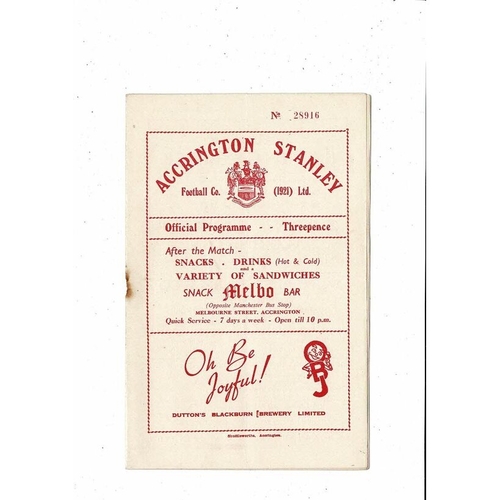 Nº 28916
ACCRINGTON STANLEY
Football Co. (1921) Ltd.
Official Programme - - Threepence
After the Match -
SNACKS . DRINKS (Hot & Cold)
and a
VARIETY OF SANDWICHES
SNACK Melbo BAR
(Opposite Manchester Bus Stop)
MELBOURNE STREET, ACCRINGTON
Quick Service - 7 days a week - Open till 10 p.m.
Oh Be
Joyful!
OBJ
DUTTON'S BLACKBURN BREWERY LIMITED